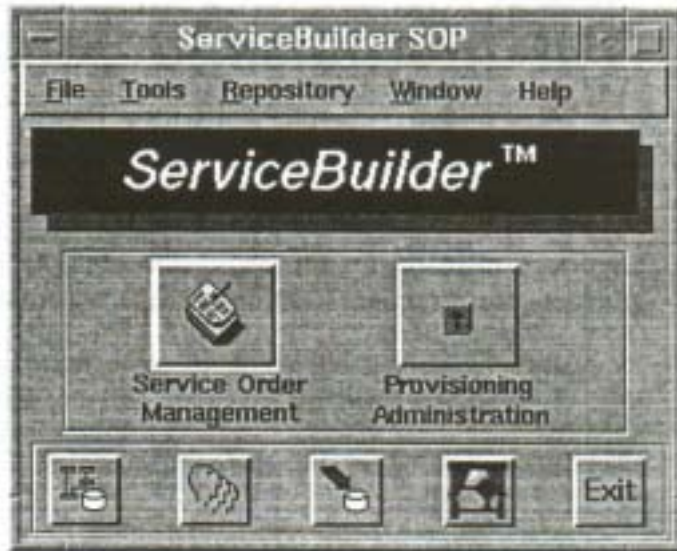 ServiceBuilder SOP
File Tools Repository Window Help
ServiceBuilder™
Service Order Management
Provisioning Administration
Exit